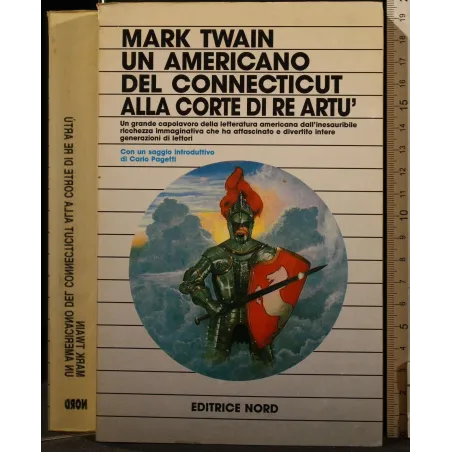 MARK TWAIN
UN AMERICANO
DEL CONNECTICUT
ALLA CORTE DI RE ARTU'
Un grande capolavoro della letteratura americana dall'inesauribile
ricchezza immaginativa che ha affascinato e divertito intere
generazioni di lettori
Con un saggio introduttivo
di Carlo Pagetti
EDITRICE NORD
MARK TWAIN
UN AMERICANO DEL CONNECTICUT ALLA CORTE DI RE ARTÙ
NORD